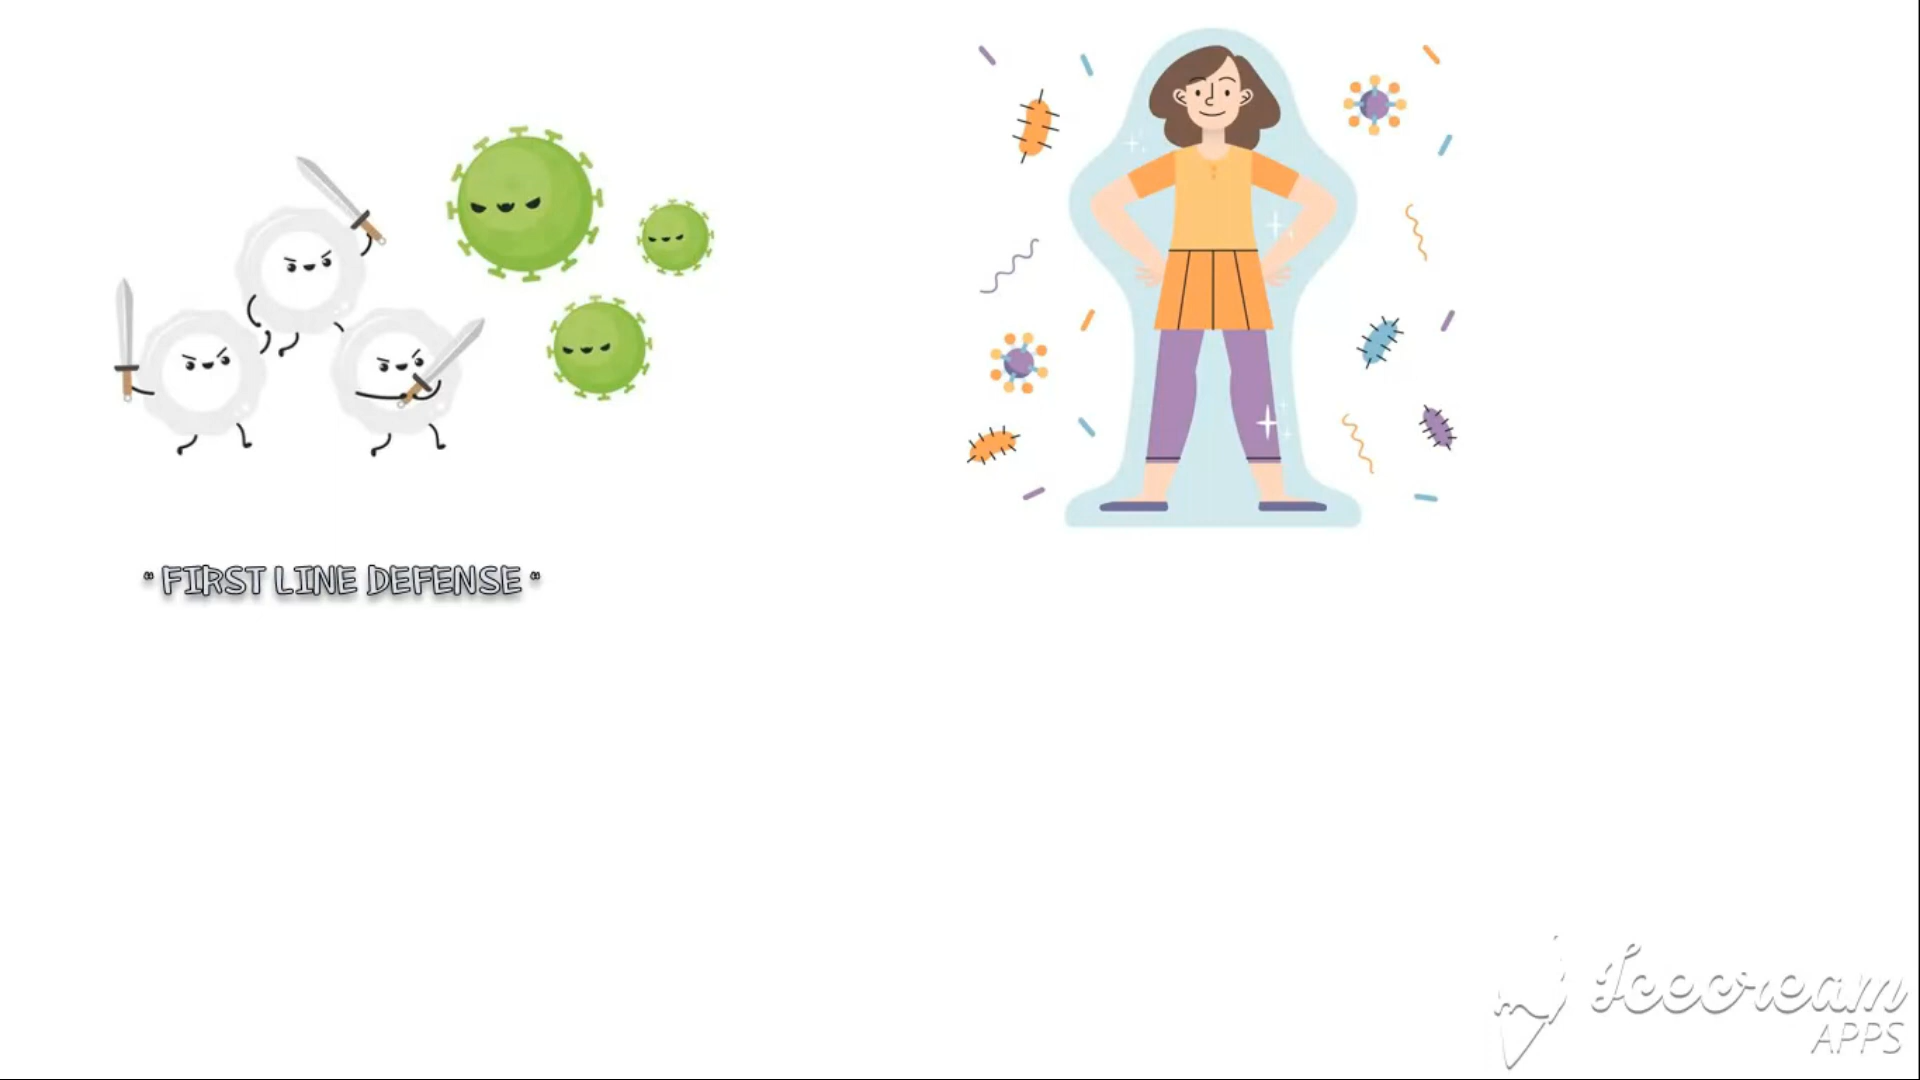 “ FIRST LINE DEFENSE “
Icecream
APPS